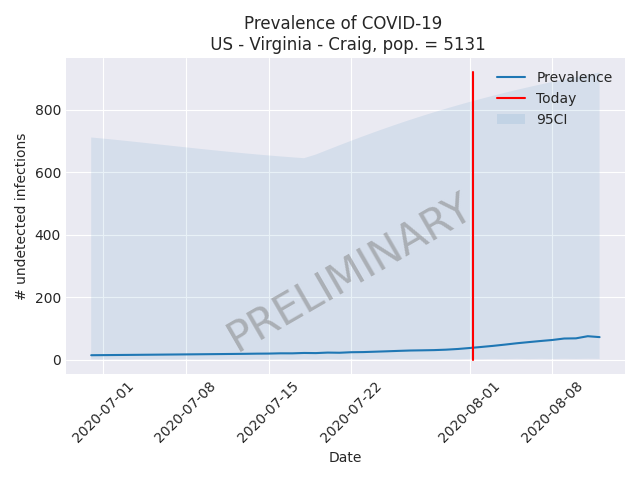 Prevalence of COVID-19
US - Virginia - Craig, pop. = 5131
Prevalence
Today
95CI
PRELIMINARY
# undetected infections
800
600
400
200
0
2020-07-01
2020-07-08
2020-07-15
2020-07-22
2020-08-01
2020-08-08
Date